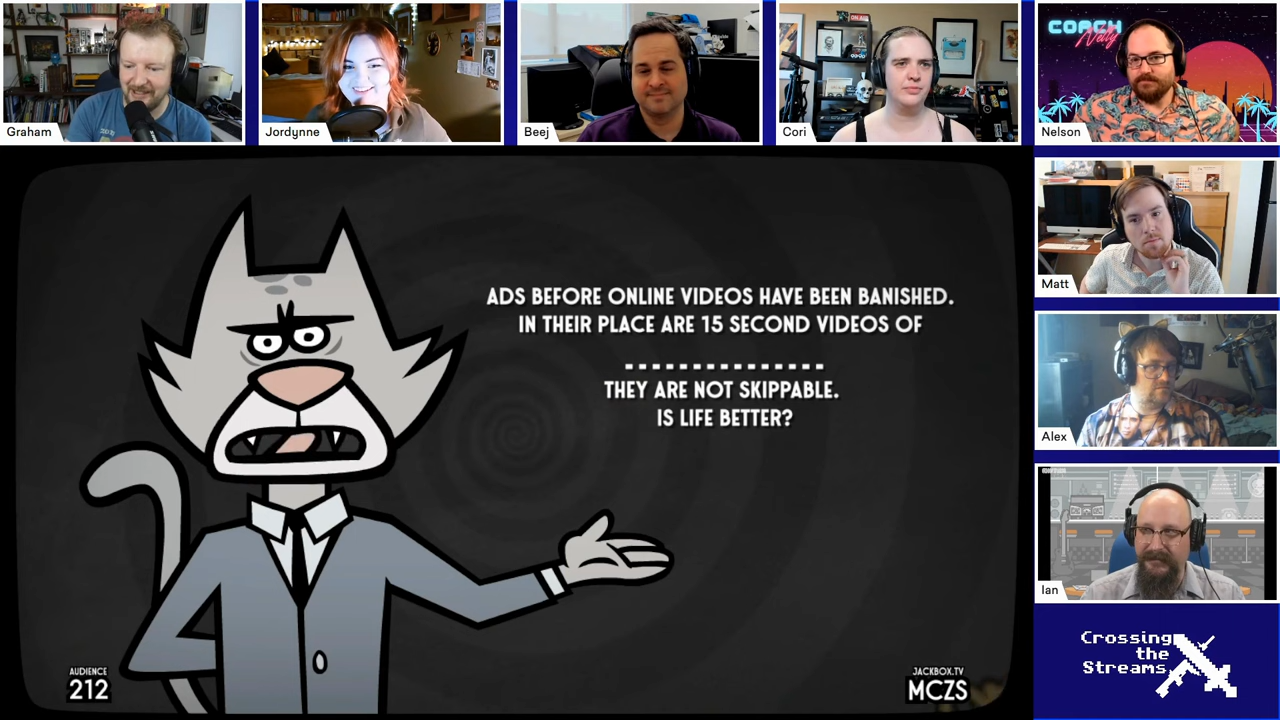 Graham
Jordynne
Beej
Cori
COACH
Nelly
Nelson
Matt
Alex
Ian
ADS BEFORE ONLINE VIDEOS HAVE BEEN BANISHED.
IN THEIR PLACE ARE 15 SECOND VIDEOS OF
_______________
THEY ARE NOT SKIPPABLE.
IS LIFE BETTER?
AUDIENCE
212
JACKBOX.TV
MCZS
Crossing
the
Streams